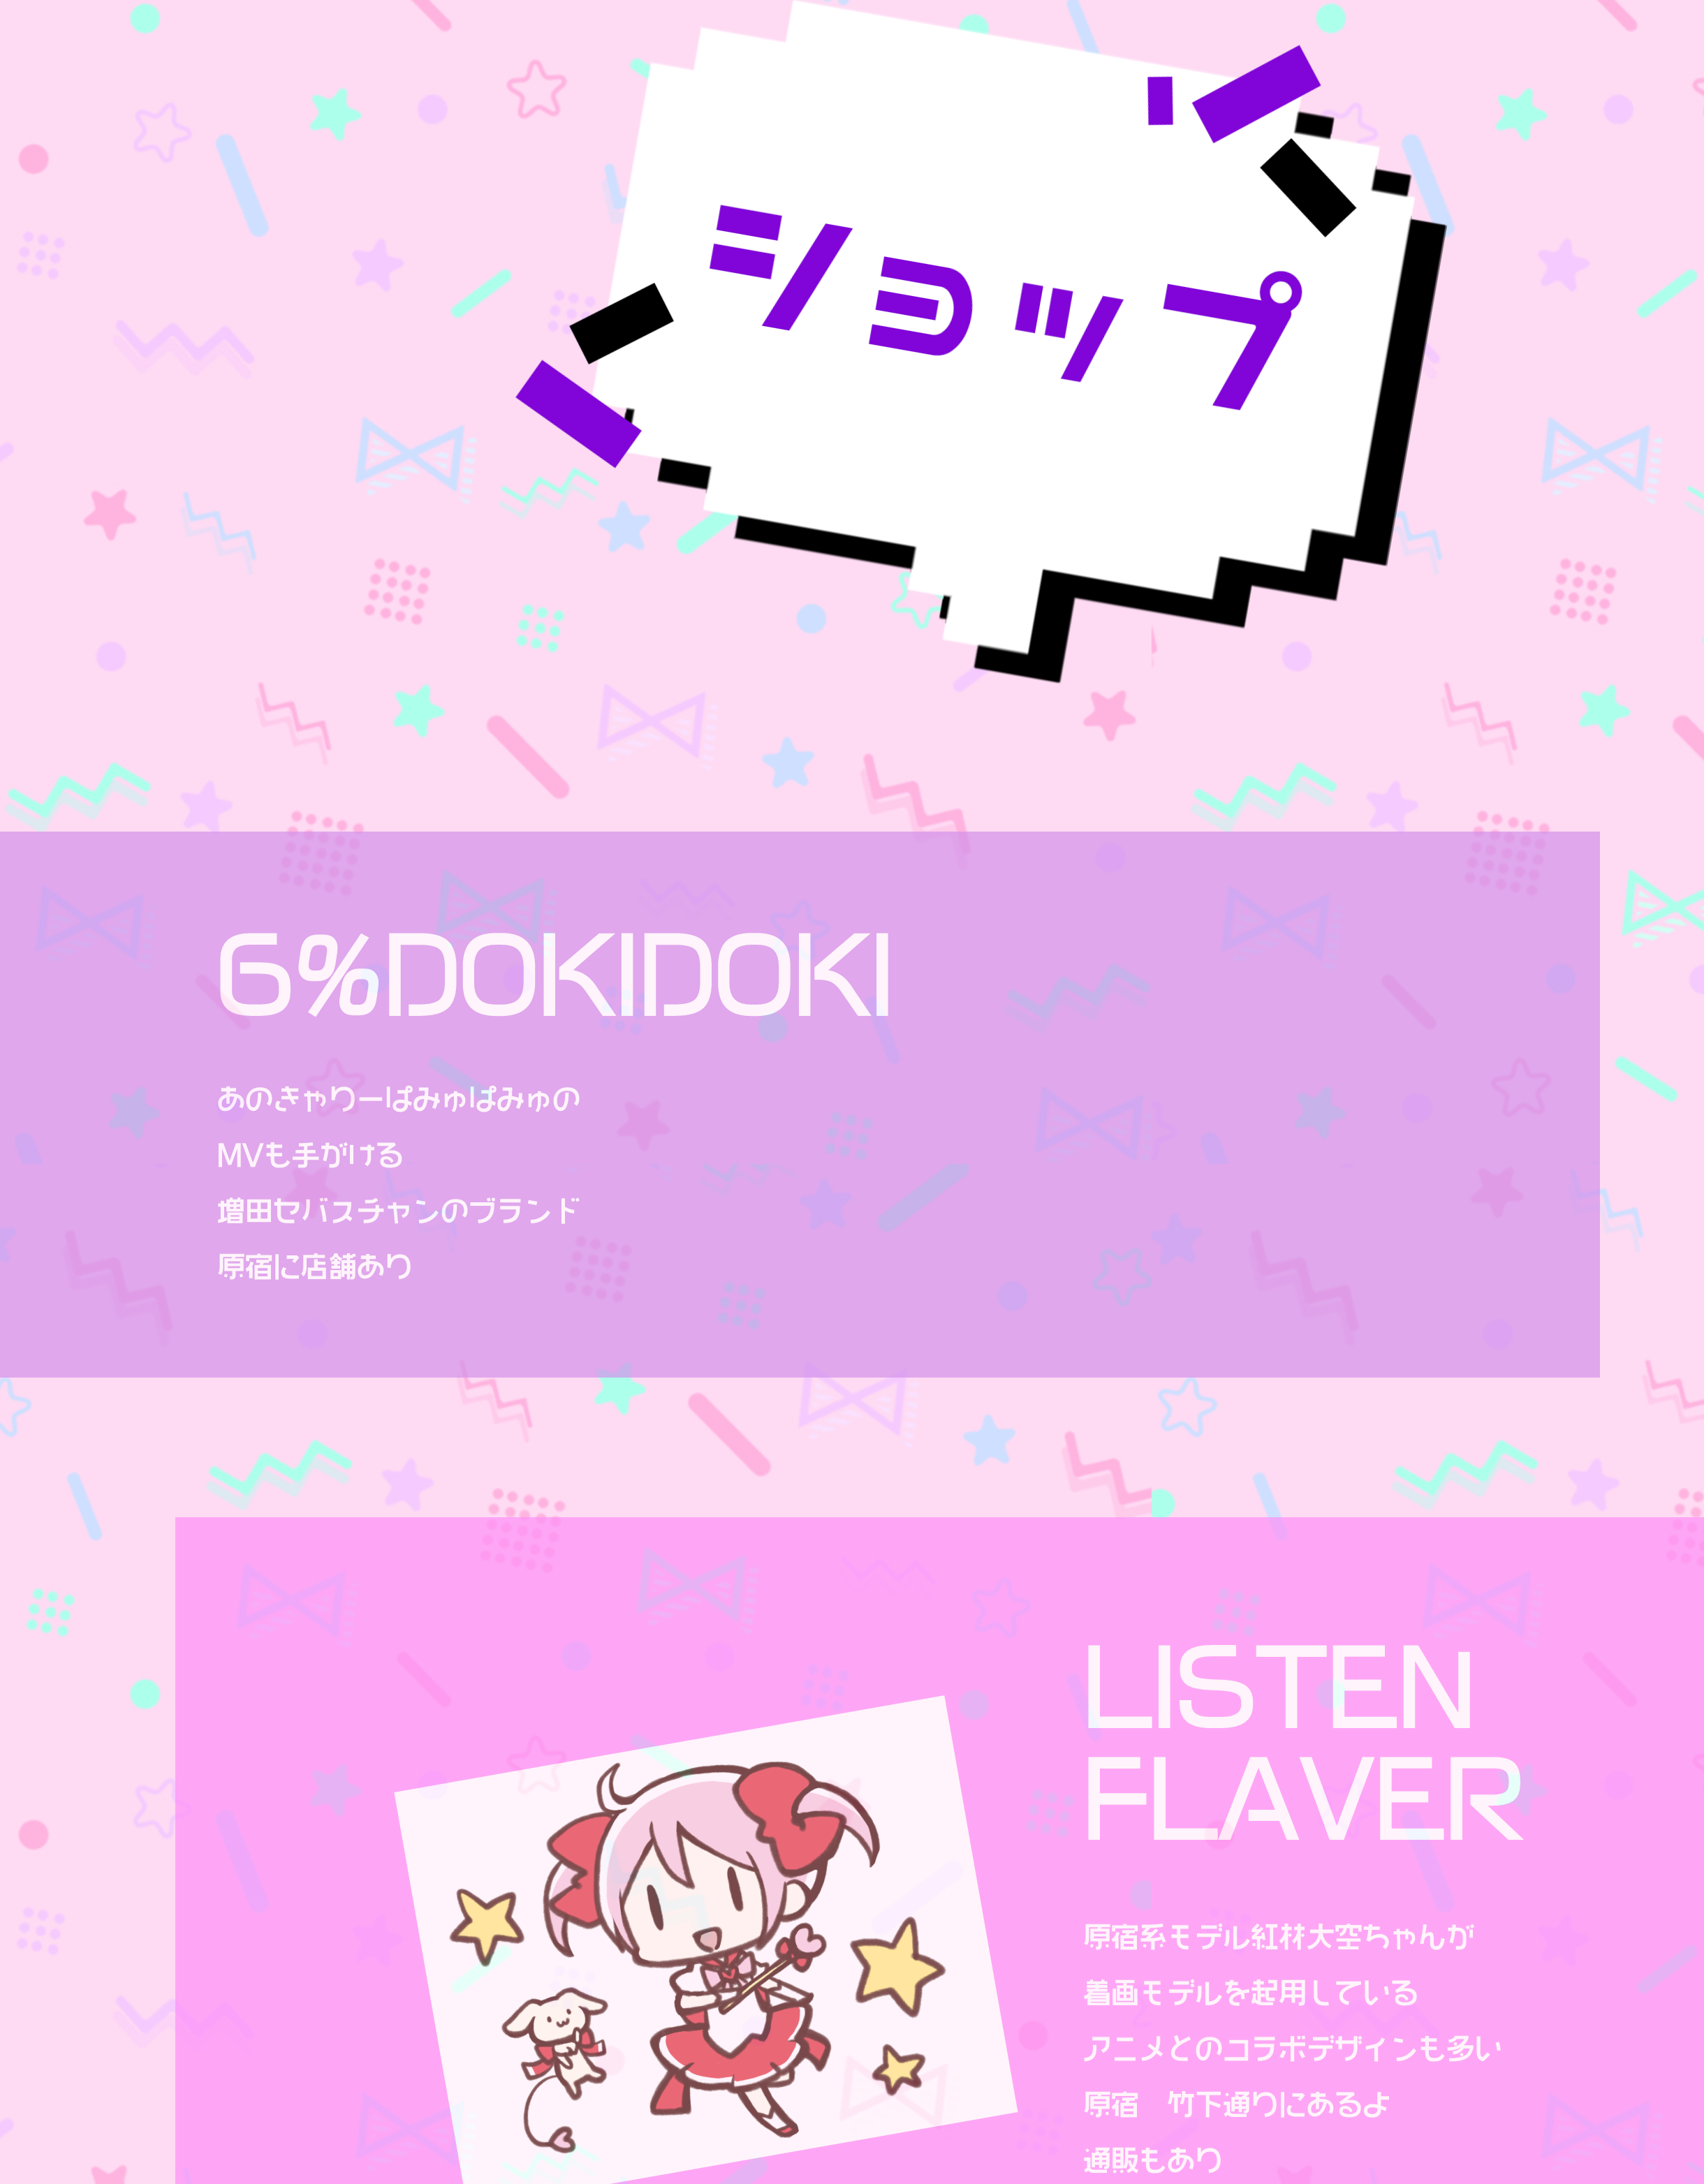 ショップ
6%DOKIDOKI
あのきゃりーぱみゅぱみゅの
MVも手がける
増田セバスチャンのブランド
原宿に店舗あり
LISTEN
FLAVER
原宿系モデル紅林大空ちゃんが
着画モデルを起用している
アニメとのコラボデザインも多い
原宿　竹下通りにあるよ
通販もあり